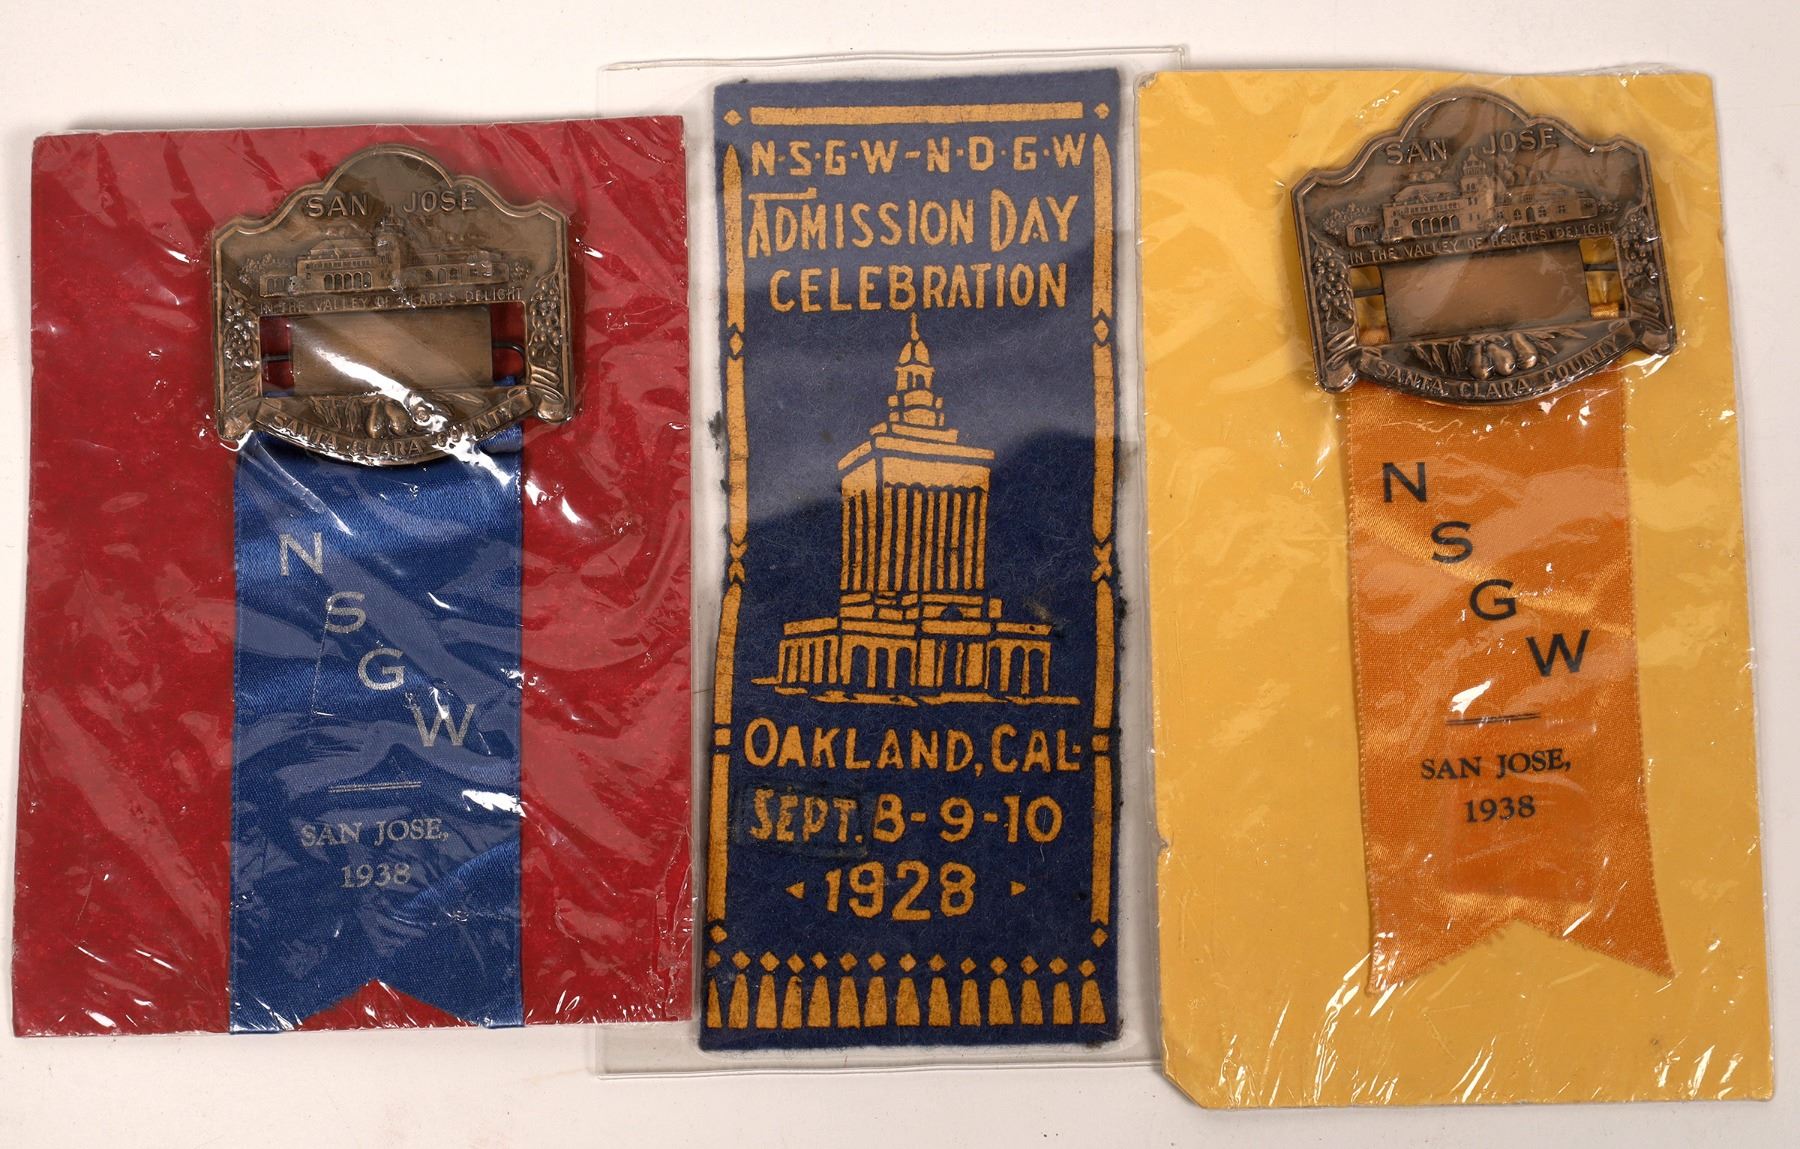 SAN JOSE
IN THE VALLEY OF HEART'S DELIGHT
SANTA CLARA COUNTY
N
S
G
W
SAN JOSE,
1938
N·S·G·W-N·D·G·W
ADMISSION DAY
CELEBRATION
OAKLAND, CAL·
SEPT. 8-9-10
1928
SAN JOSE
IN THE VALLEY OF HEART'S DELIGHT
SANTA CLARA COUNTY
N
S
G
W
SAN JOSE,
1938